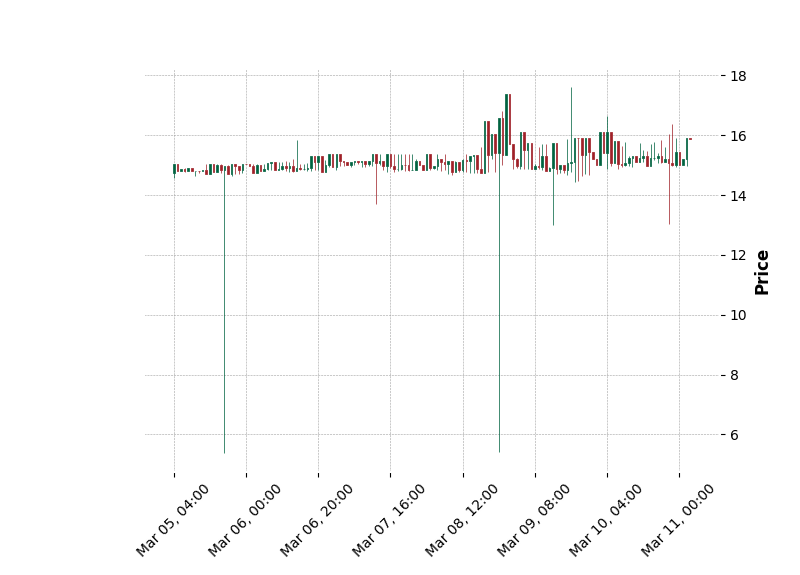 18
16
14
12
10
8
6
Price
Mar 05, 04:00
Mar 06, 00:00
Mar 06, 20:00
Mar 07, 16:00
Mar 08, 12:00
Mar 09, 08:00
Mar 10, 04:00
Mar 11, 00:00